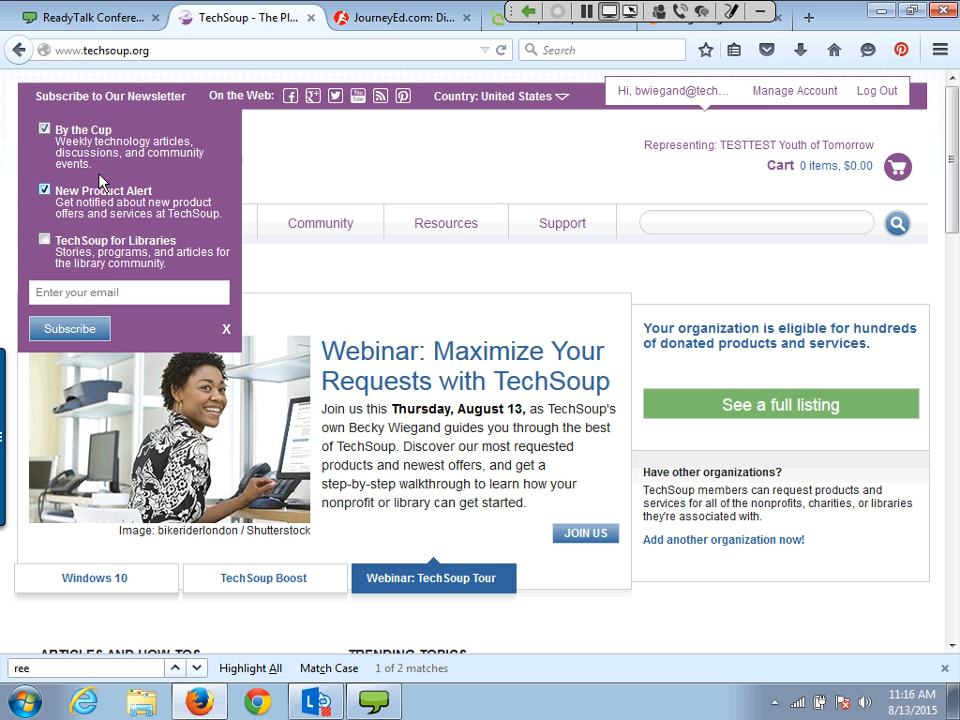 ReadyTalk Confere...
TechSoup - The Pl...
JourneyEd.com: Di...
www.techsoup.org
Search
Subscribe to Our Newsletter
On the Web:
You Tube
Country: United States
Hi, bwiegand@tech...
Manage Account
Log Out
By the Cup
Weekly technology articles,
discussions, and community
events.
New Product Alert
Get notified about new product
offers and services at TechSoup.
TechSoup for Libraries
Stories, programs, and articles for
the library community.
Enter your email
Subscribe
X
Representing: TESTTEST Youth of Tomorrow
Cart 0 items, $0.00
Community
Resources
Support
Webinar: Maximize Your
Requests with TechSoup
Join us this Thursday, August 13, as TechSoup's
own Becky Wiegand guides you through the best
of TechSoup. Discover our most requested
products and newest offers, and get a
step-by-step walkthrough to learn how your
nonprofit or library can get started.
JOIN US
Image: bikeriderlondon / Shutterstock
Windows 10
TechSoup Boost
Webinar: TechSoup Tour
Your organization is eligible for hundreds
of donated products and services.
See a full listing
Have other organizations?
TechSoup members can request products and
services for all of the nonprofits, charities, or libraries
they're associated with.
Add another organization now!
ARTICLES AND HOW-TOS
TRENDING TOPICS
ree
Highlight All
Match Case
1 of 2 matches
11:16 AM
8/13/2015